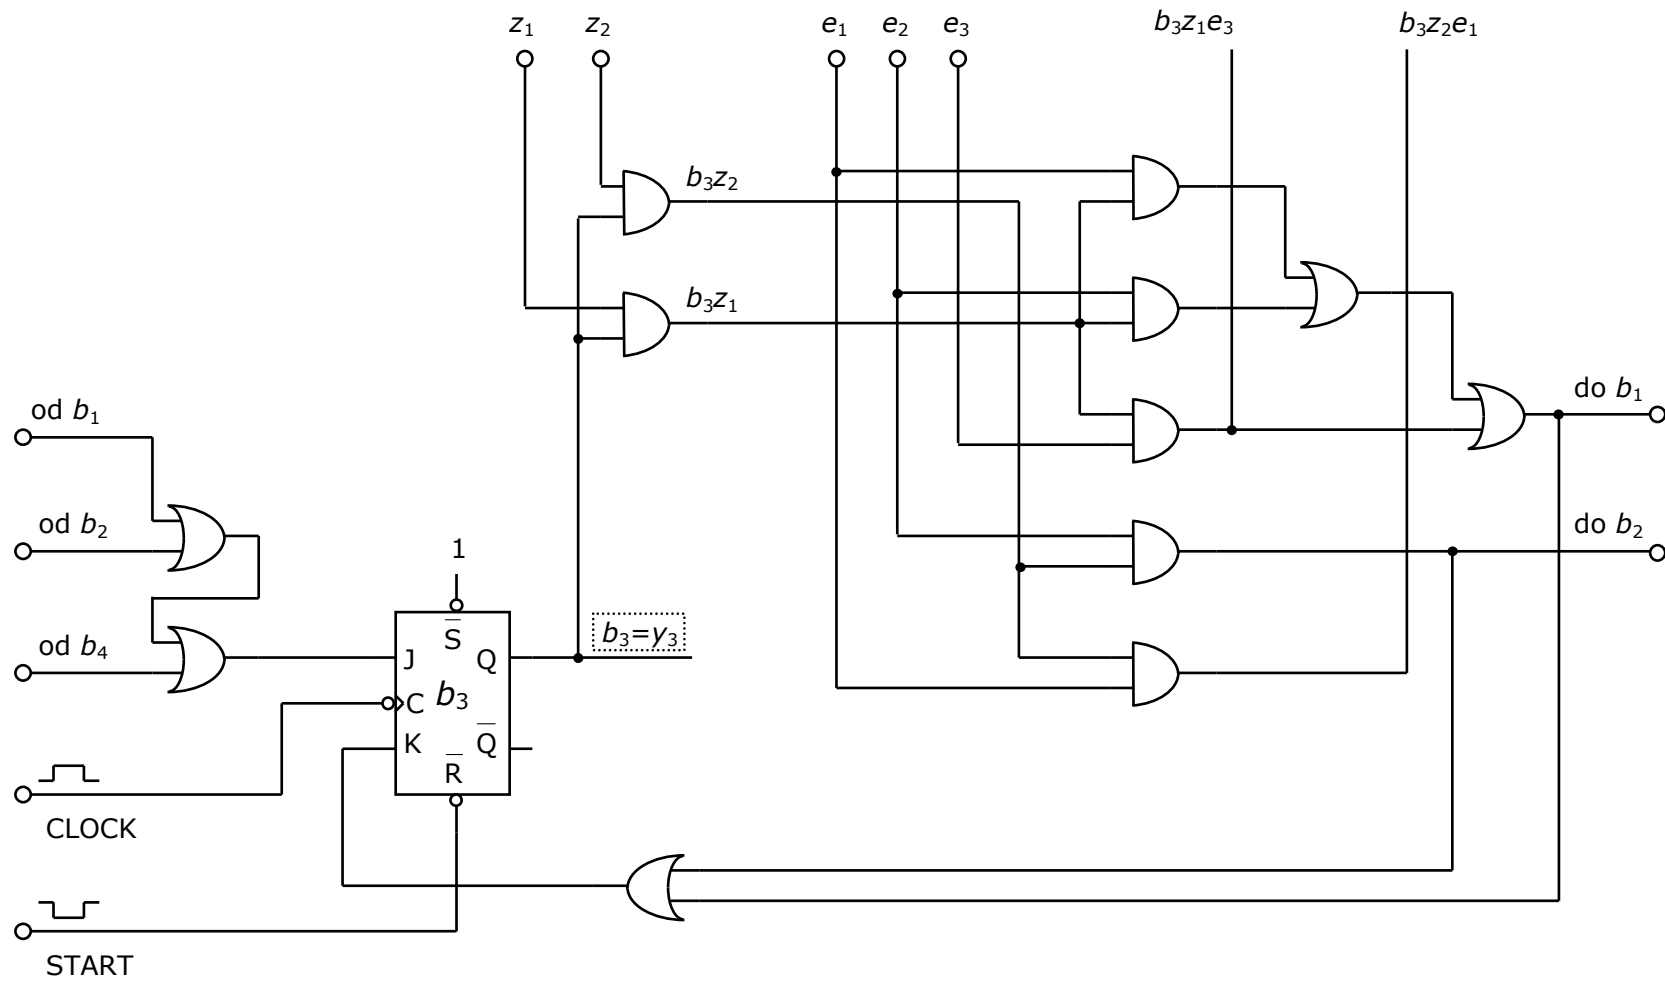 z₁ z₂ e₁ e₂ e₃ b₃z₁e₃ b₃z₂e₁
b₃z₂
b₃z₁
od b₁
do b₁
od b₂
do b₂
od b₄
1
S̅
b₃=y₃
J Q
C b₃
K Q̅
R̅
CLOCK
START